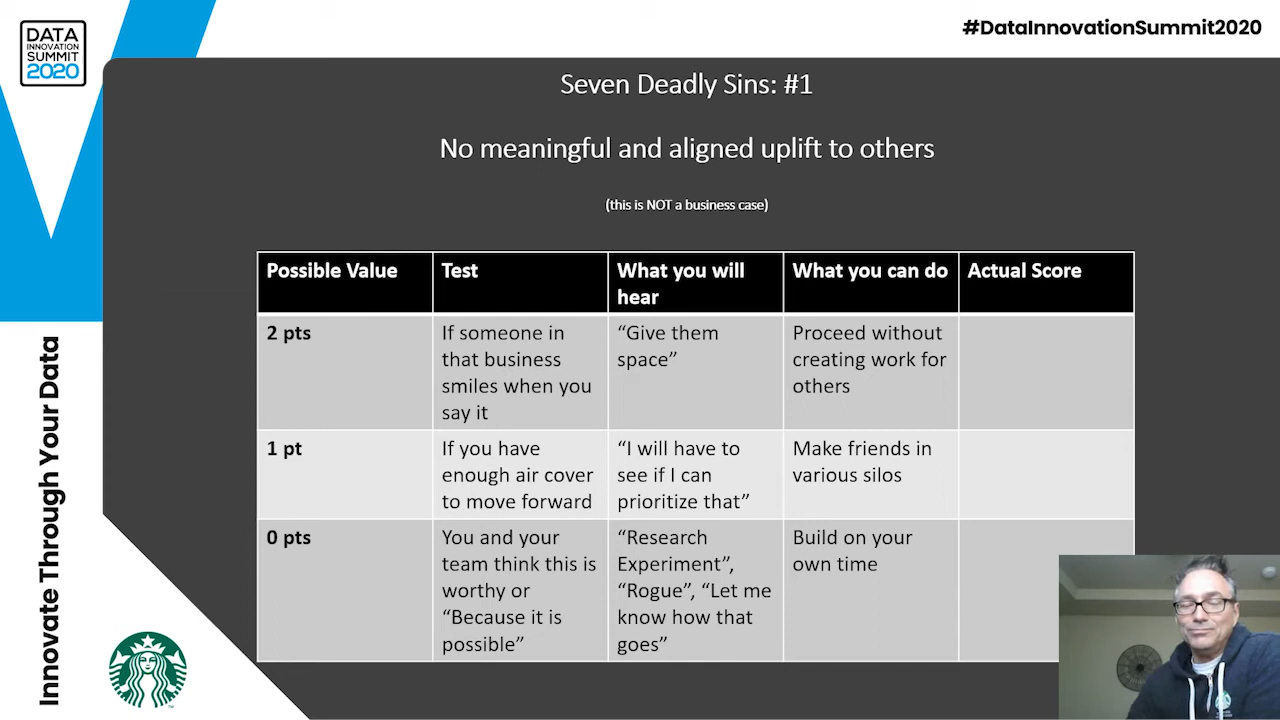 DATA
INNOVATION
SUMMIT
2020
#DataInnovationSummit2020
Seven Deadly Sins: #1
No meaningful and aligned uplift to others
(this is NOT a business case)
Possible Value
Test
What you will
hear
What you can do
Actual Score
2 pts
If someone in
that business
smiles when you
say it
“Give them
space”
Proceed without
creating work for
others
1 pt
If you have
enough air cover
to move forward
“I will have to
see if I can
prioritize that”
Make friends in
various silos
0 pts
You and your
team think this is
worthy or
“Because it is
possible”
“Research
Experiment”,
“Rogue”, “Let me
know how that
goes”
Build on your
own time
Innovate Through Your Data
TM